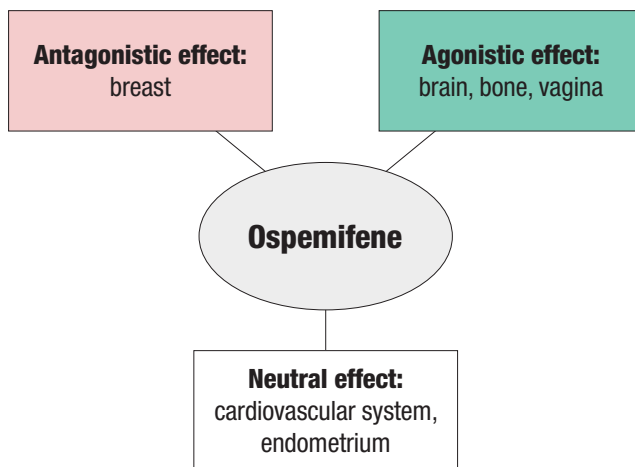 Antagonistic effect:
breast
Agonistic effect:
brain, bone, vagina
Ospemifene
Neutral effect:
cardiovascular system,
endometrium